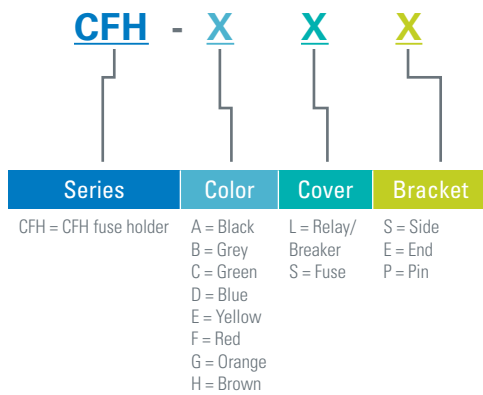 CFH - X X X
Series Color Cover Bracket
CFH = CFH fuse holder A = Black L = Relay/ S = Side
B = Grey Breaker E = End
C = Green S = Fuse P = Pin
D = Blue
E = Yellow
F = Red
G = Orange
H = Brown